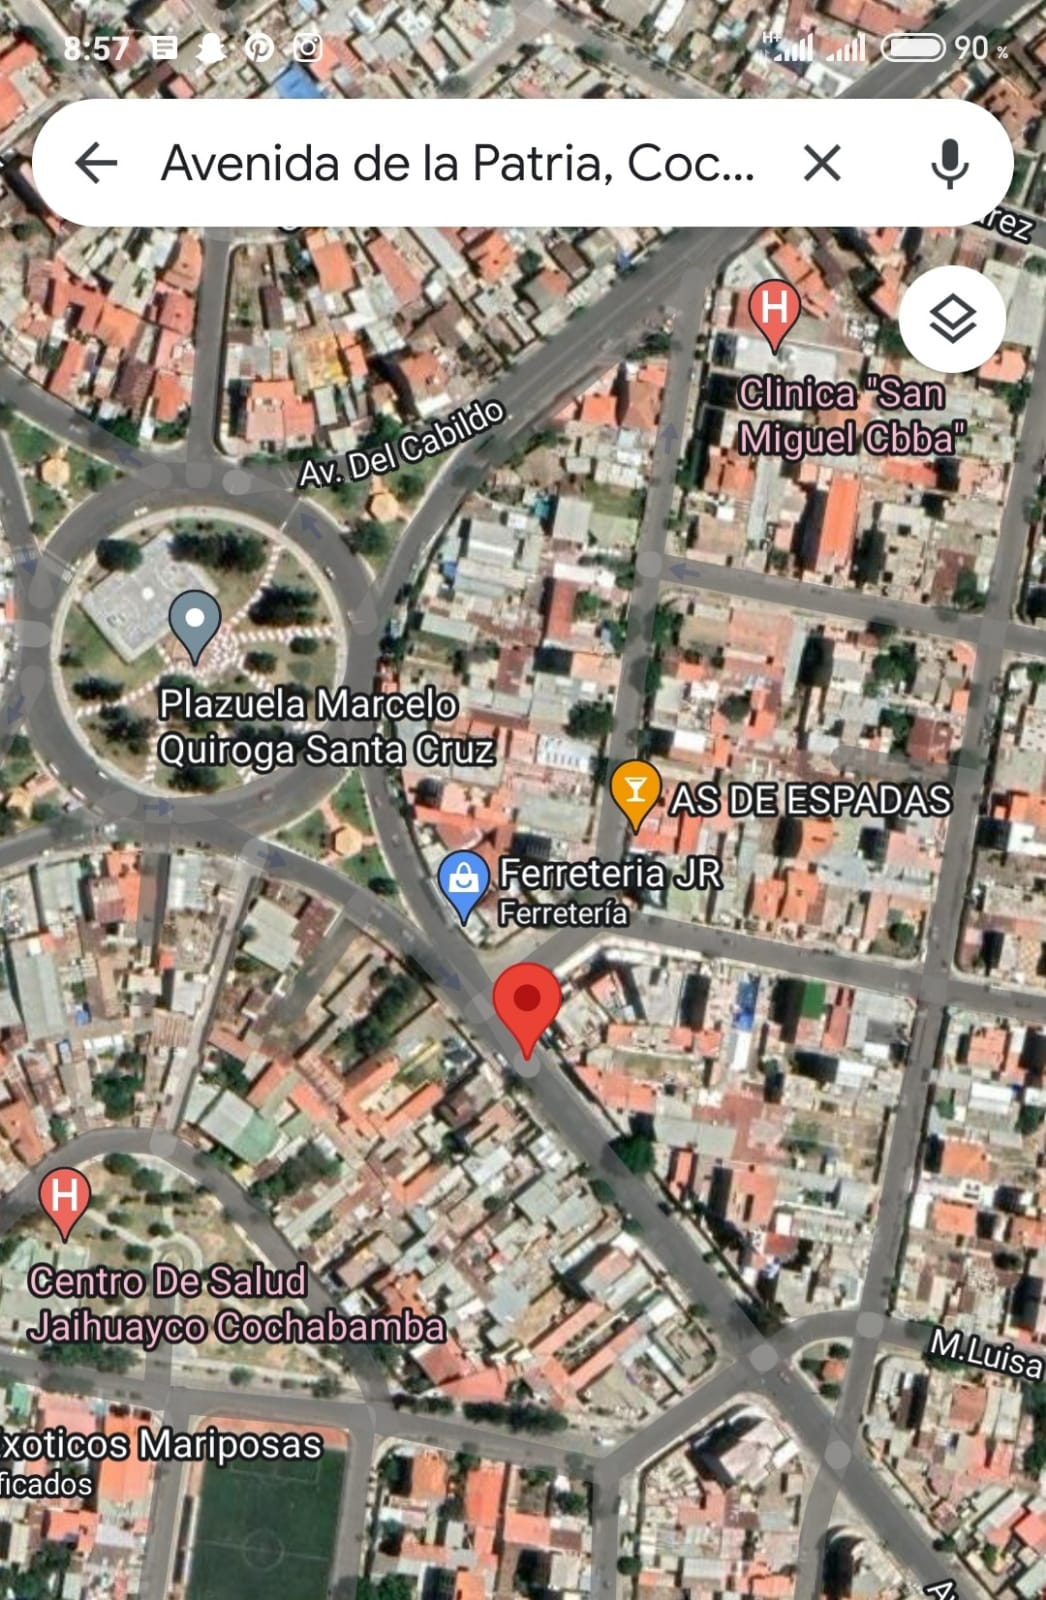 8:57
H+
90 %
Avenida de la Patria, Coc...
rez
H
Clinica "San
Miguel Cbba"
Av. Del Cabildo
Plazuela Marcelo
Quiroga Santa Cruz
AS DE ESPADAS
Ferreteria JR
Ferretería
H
Centro De Salud
Jaihuayco Cochabamba
M.Luisa
xoticos Mariposas
ficados